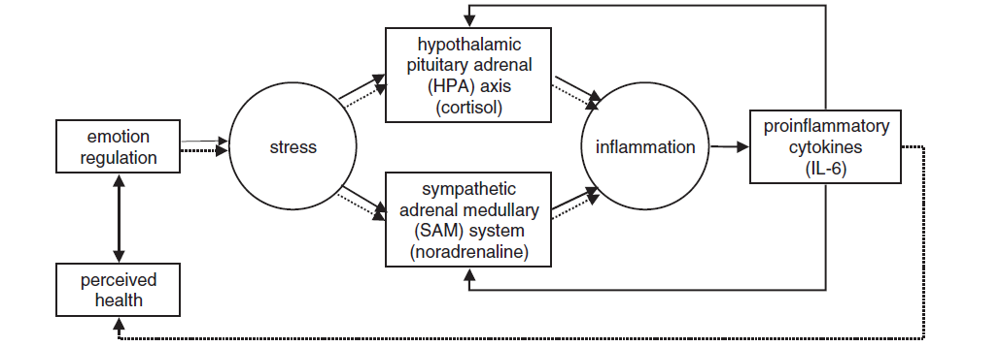 hypothalamic
pituitary adrenal
(HPA) axis
(cortisol)
emotion
regulation
stress
inflammation
proinflammatory
cytokines
(IL-6)
sympathetic
adrenal medullary
(SAM) system
(noradrenaline)
perceived
health